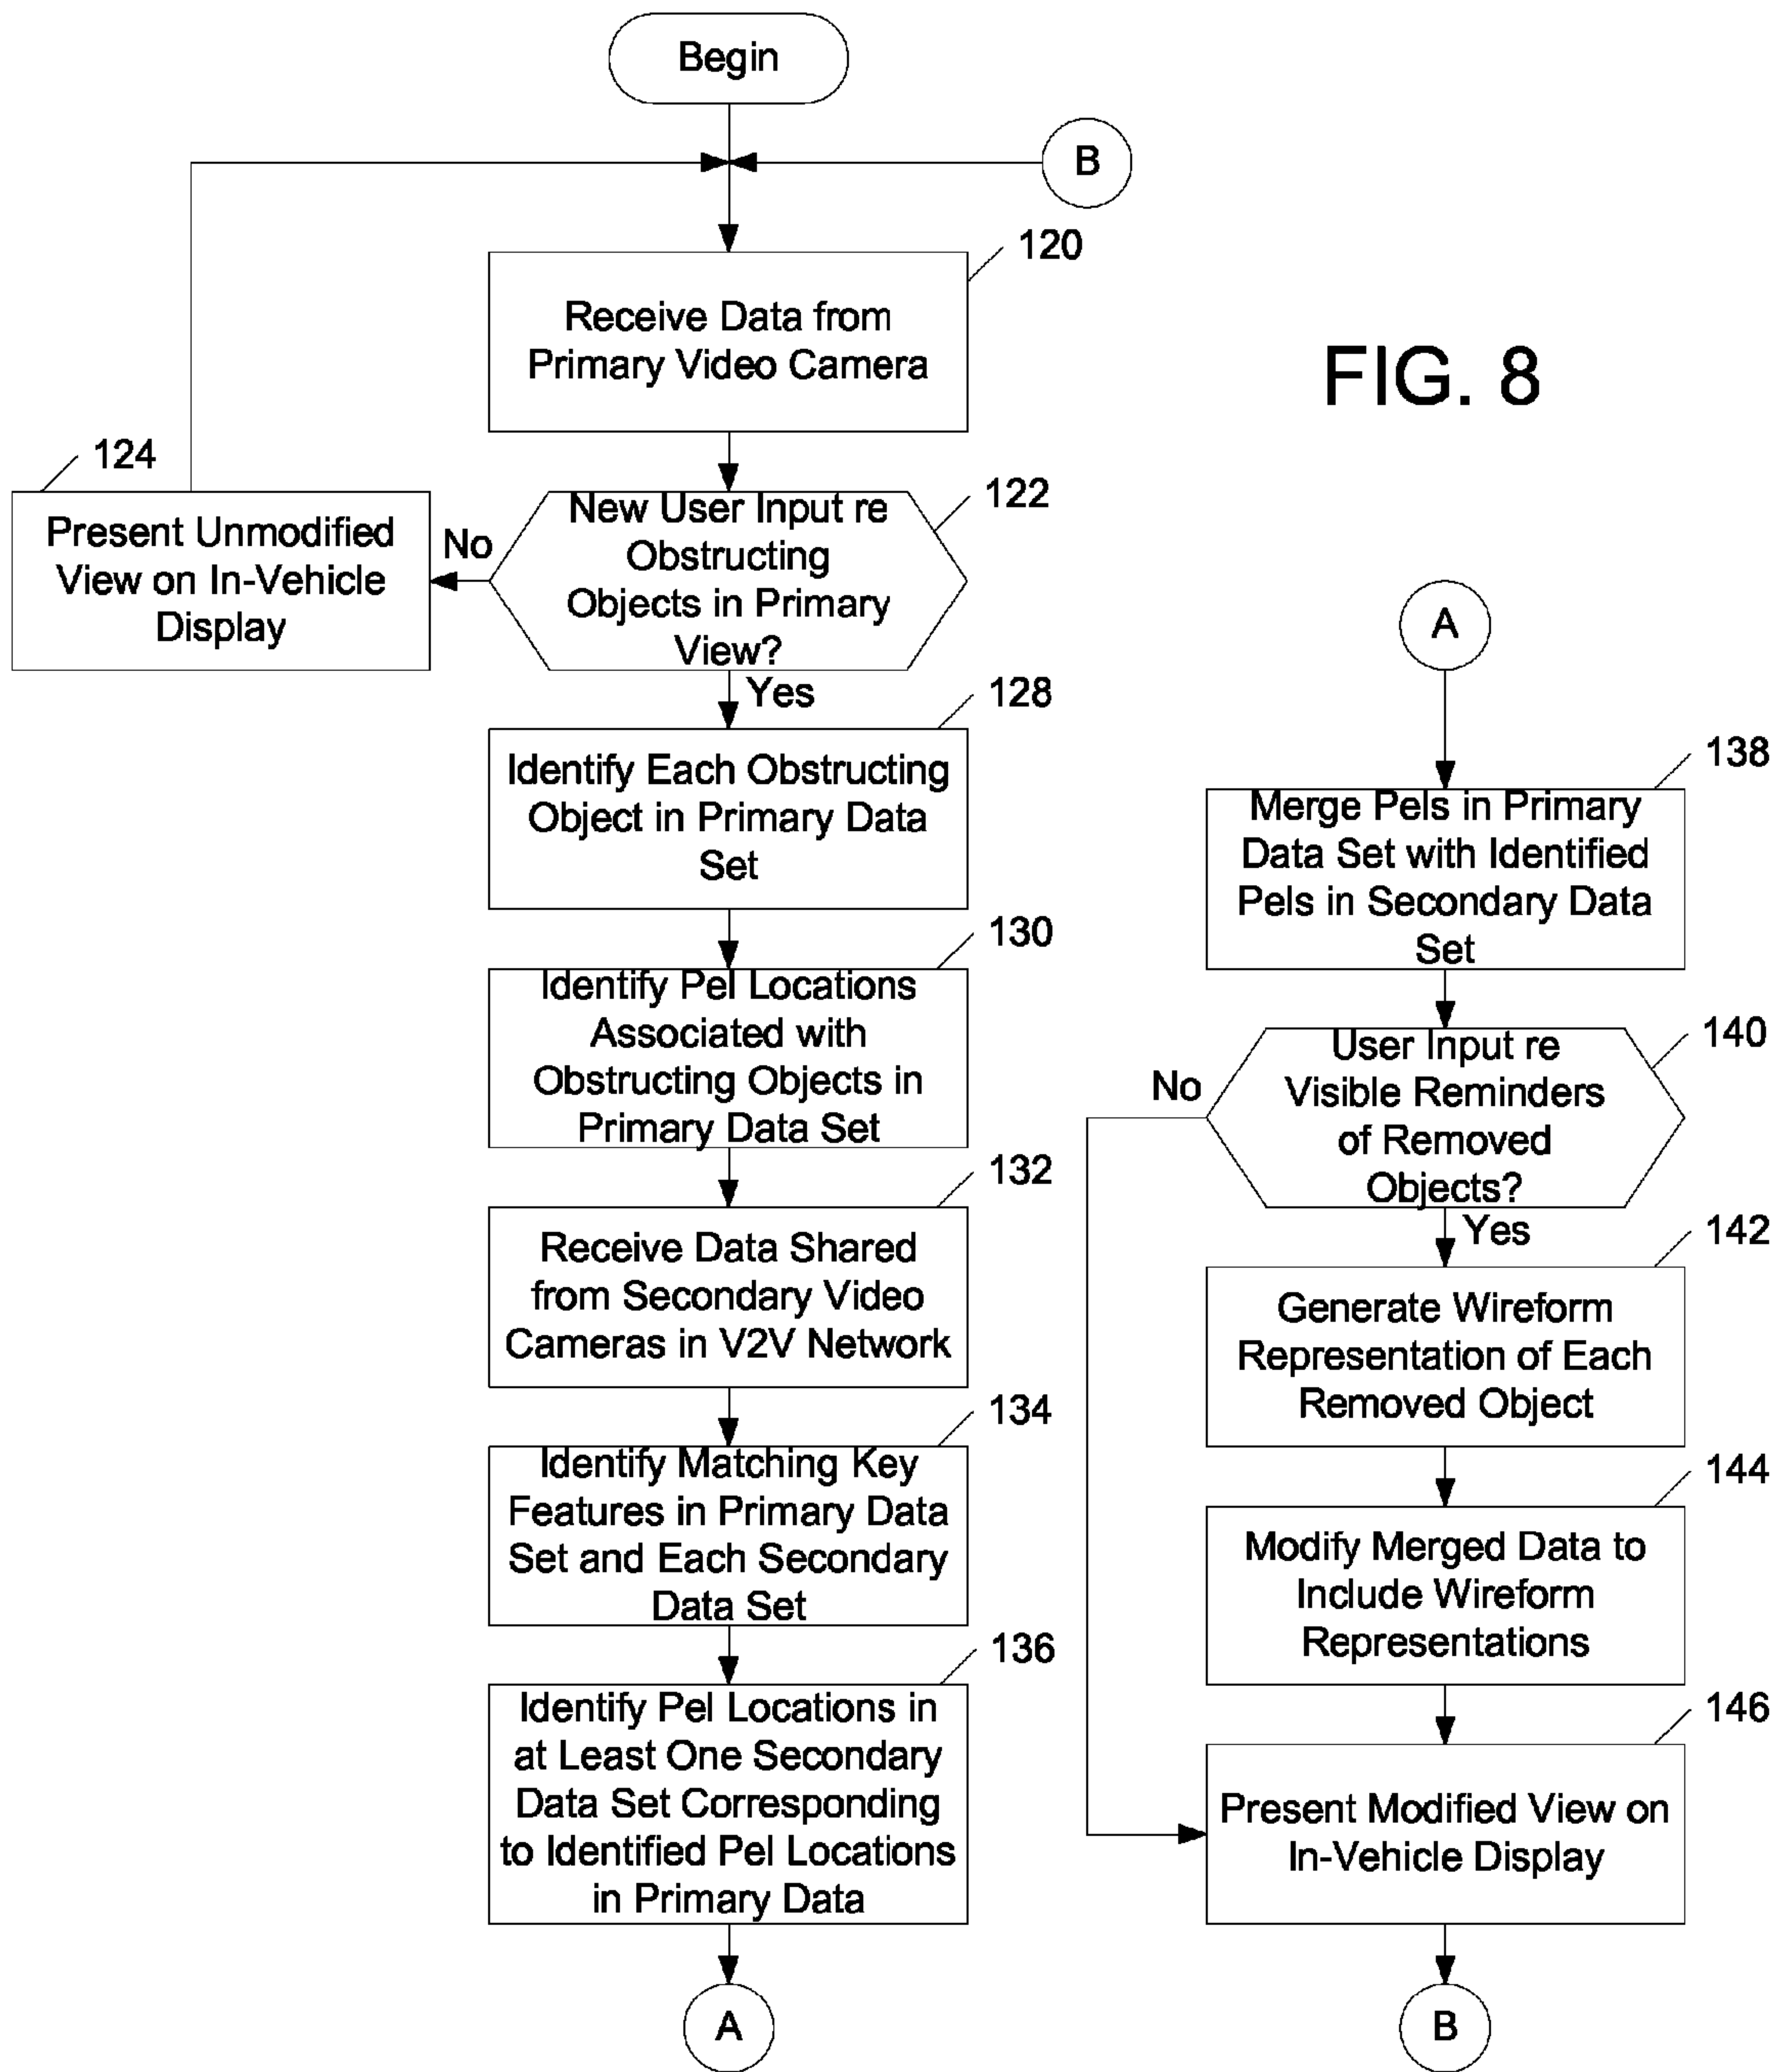 Begin
B
120
Receive Data from
Primary Video Camera
FIG. 8
124
Present Unmodified
View on In-Vehicle
Display
No
122
New User Input re
Obstructing
Objects in Primary
View?
Yes
128
Identify Each Obstructing
Object in Primary Data
Set
130
Identify Pel Locations
Associated with
Obstructing Objects in
Primary Data Set
132
Receive Data Shared
from Secondary Video
Cameras in V2V Network
134
Identify Matching Key
Features in Primary Data
Set and Each Secondary
Data Set
136
Identify Pel Locations in
at Least One Secondary
Data Set Corresponding
to Identified Pel Locations
in Primary Data
A
A
138
Merge Pels in Primary
Data Set with Identified
Pels in Secondary Data
Set
140
User Input re
Visible Reminders
of Removed
Objects?
No
Yes
142
Generate Wireform
Representation of Each
Removed Object
144
Modify Merged Data to
Include Wireform
Representations
146
Present Modified View on
In-Vehicle Display
B